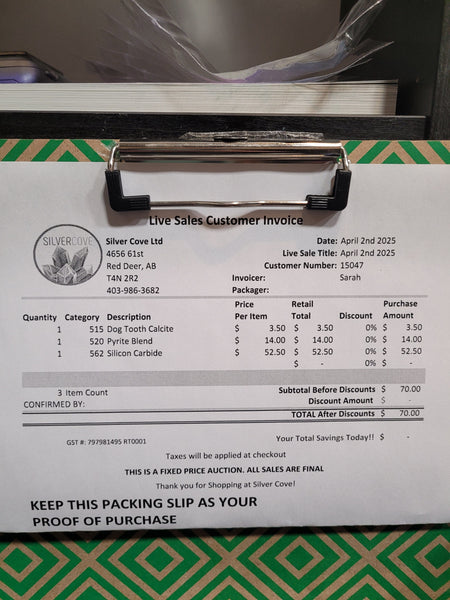 Live Sales Customer Invoice
SILVERCOVE
Silver Cove Ltd
4656 61st
Red Deer, AB
T4N 2R2
403-986-3682
Date: April 2nd 2025
Live Sale Title: April 2nd 2025
Customer Number: 15047
Invoicer: Sarah
Packager:
Quantity Category Description Price Per Item Retail Total Discount Purchase Amount
1 515 Dog Tooth Calcite $ 3.50 $ 3.50 0% $ 3.50
1 520 Pyrite Blend $ 14.00 $ 14.00 0% $ 14.00
1 562 Silicon Carbide $ 52.50 $ 52.50 0% $ 52.50
$ - 0% $ -
3 Item Count Subtotal Before Discounts $ 70.00
CONFIRMED BY: Discount Amount $ -
TOTAL After Discounts $ 70.00
GST #: 797981495 RT0001 Your Total Savings Today!! $ -
Taxes will be applied at checkout
THIS IS A FIXED PRICE AUCTION. ALL SALES ARE FINAL
Thank you for Shopping at Silver Cove!
KEEP THIS PACKING SLIP AS YOUR
PROOF OF PURCHASE